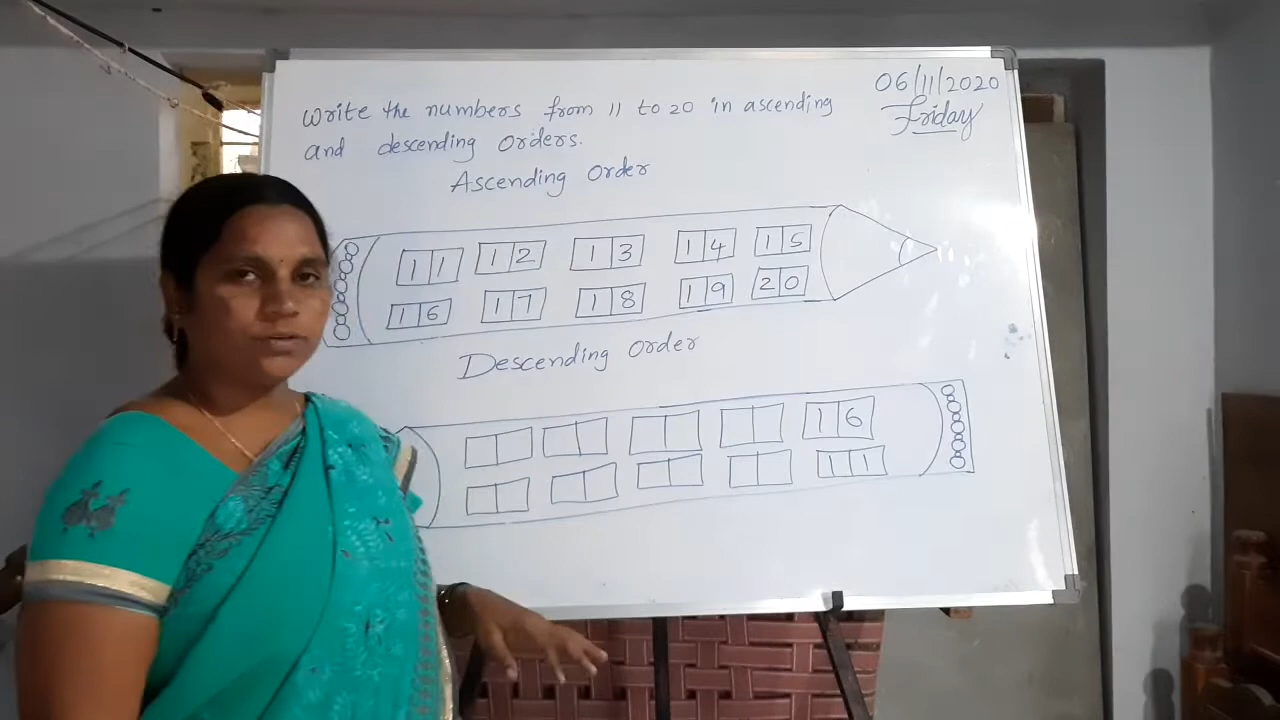 06/11/2020
Friday
Write the numbers from 11 to 20 in ascending
and descending orders.
Ascending Order
11 12 13 14 15
16 17 18 19 20
Descending Order
16
11